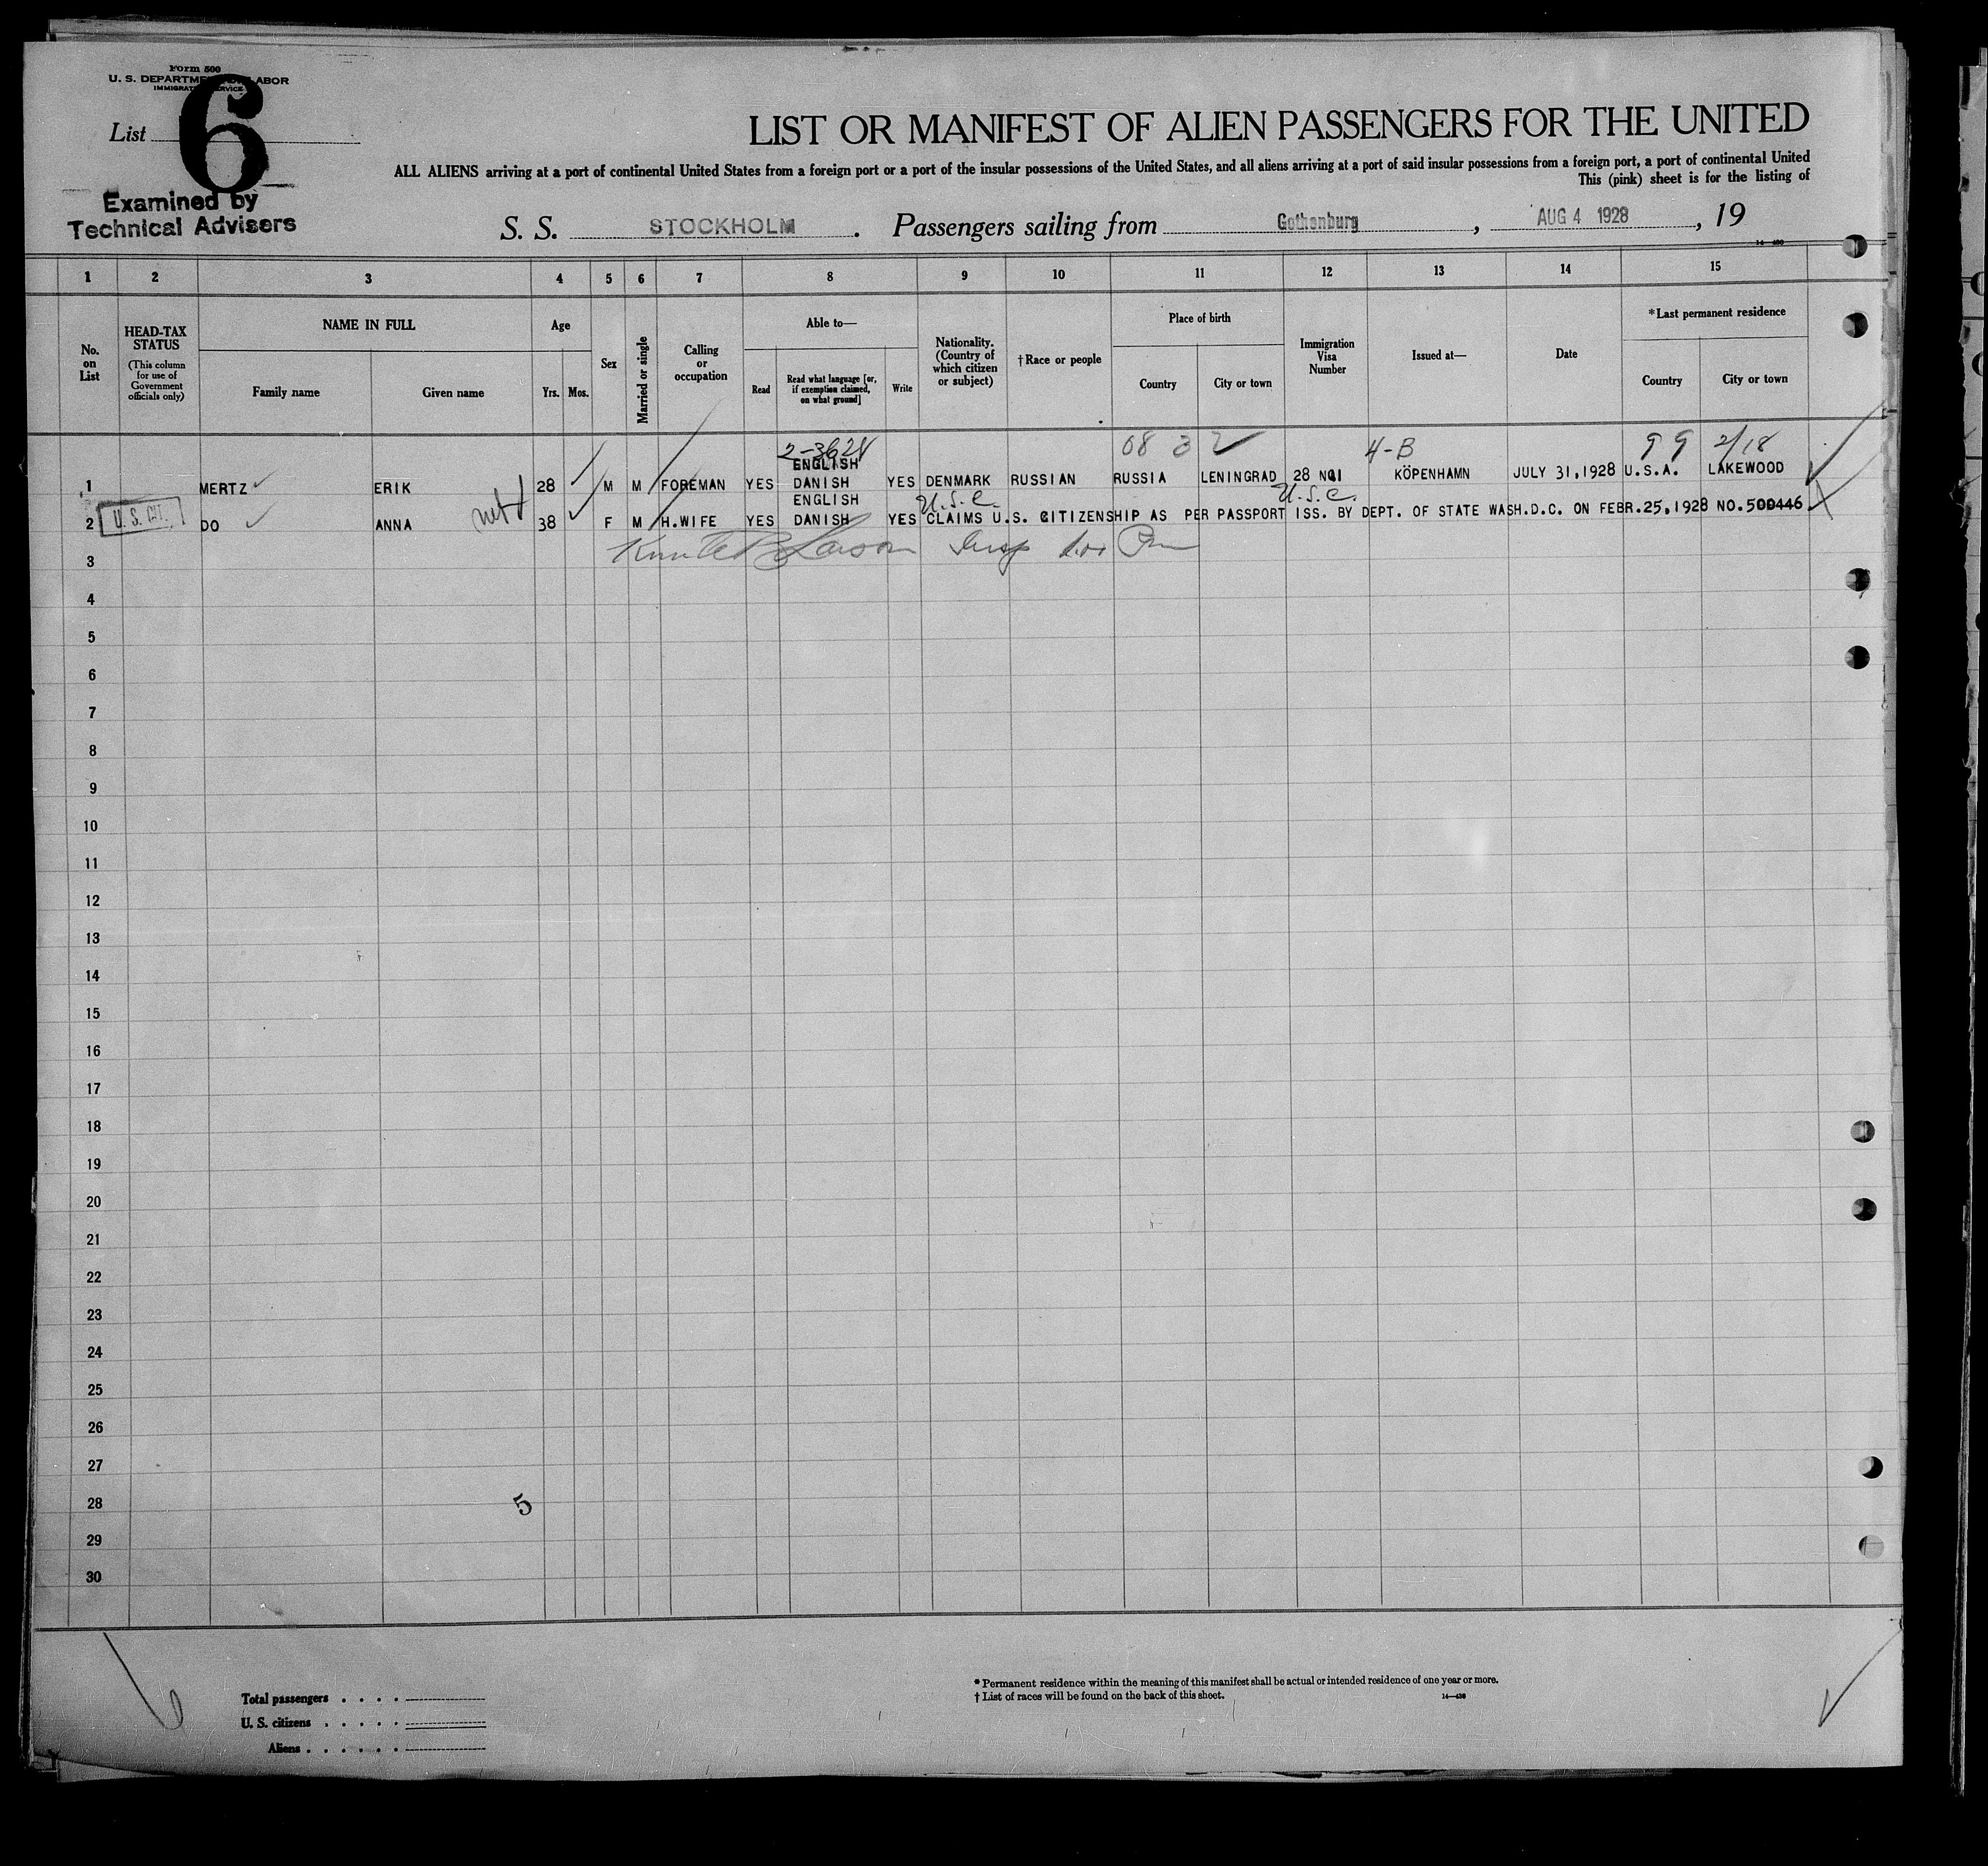 Form 500
U. S. DEPARTMENT OF LABOR
IMMIGRATION SERVICE
List 6
LIST OR MANIFEST OF ALIEN PASSENGERS FOR THE UNITED
ALL ALIENS arriving at a port of continental United States from a foreign port or a port of the insular possessions of the United States, and all aliens arriving at a port of said insular possessions from a foreign port, a port of continental United
This (pink) sheet is for the listing of
Examined by
Technical Advisers
S. S. STOCKHOLM . Passengers sailing from Gothenburg , AUG 4 1928 , 19
14—430
1 2 3 4 5 6 7 8 9 10 11 12 13 14 15
No. on List
HEAD-TAX STATUS
(This column for use of Government officials only)
NAME IN FULL
Family name Given name
Age
Yrs. Mos.
Sex
Married or single
Calling or occupation
Able to—
Read
Read what language [or, if exemption claimed, on what ground]
Write
Nationality. (Country of which citizen or subject)
†Race or people
Place of birth
Country City or town
Immigration Visa Number
Issued at—
Date
*Last permanent residence
Country City or town
08 3 4-B 99 2/18
1 MERTZ ERIK 28 M M FOREMAN YES ENGLISH DANISH YES DENMARK RUSSIAN RUSSIA LENINGRAD KÖPENHAMN JULY 31,1928 U.S.A. LAKEWOOD
U.S.C. U.S.C.
U. S. CIT.
2 DO ANNA 38 F M H.WIFE YES ENGLISH DANISH YES CLAIMS U.S. CITIZENSHIP AS PER PASSPORT ISS. BY DEPT. OF STATE WASH.D.C. ON FEBR.25,1928 NO.500446
3
4
5
6
7
8
9
10
11
12
13
14
15
16
17
18
19
20
21
22
23
24
25
26
27
28 5
29
30
Total passengers . . . .
U. S. citizens . . . . .
Aliens . . . . . .
* Permanent residence within the meaning of this manifest shall be actual or intended residence of one year or more.
† List of races will be found on the back of this sheet. 14—430